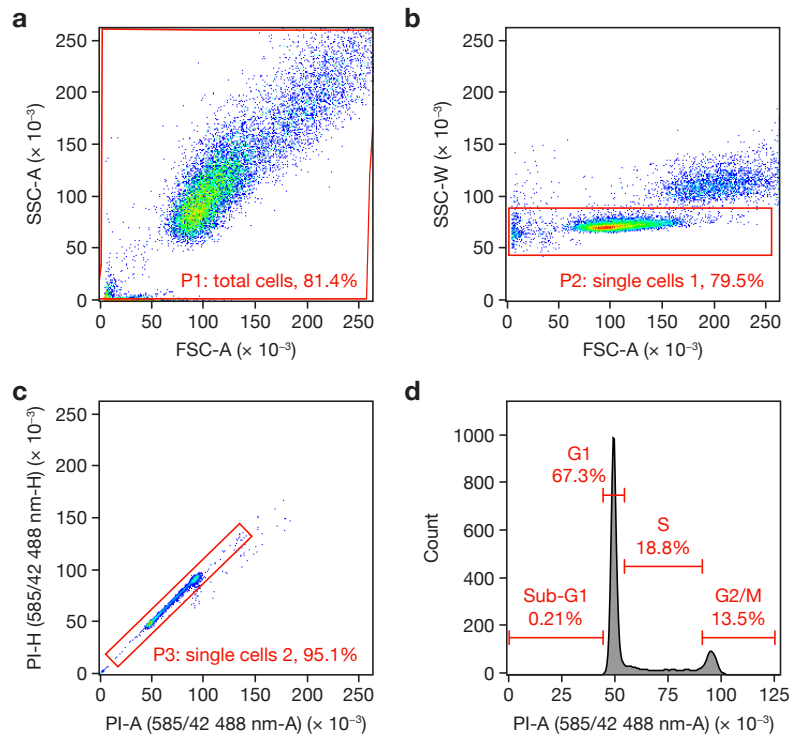 a
SSC-A (× 10⁻³)
250
200
150
100
50
0
P1: total cells, 81.4%
0 50 100 150 200 250
FSC-A (× 10⁻³)
b
SSC-W (× 10⁻³)
250
200
150
100
50
0
P2: single cells 1, 79.5%
0 50 100 150 200 250
FSC-A (× 10⁻³)
c
PI-H (585/42 488 nm-H) (× 10⁻³)
250
200
150
100
50
0
P3: single cells 2, 95.1%
0 50 100 150 200 250
PI-A (585/42 488 nm-A) (× 10⁻³)
d
Count
1000
800
600
400
200
0
G1
67.3%
S
18.8%
Sub-G1
0.21%
G2/M
13.5%
0 25 50 75 100 125
PI-A (585/42 488 nm-A) (× 10⁻³)